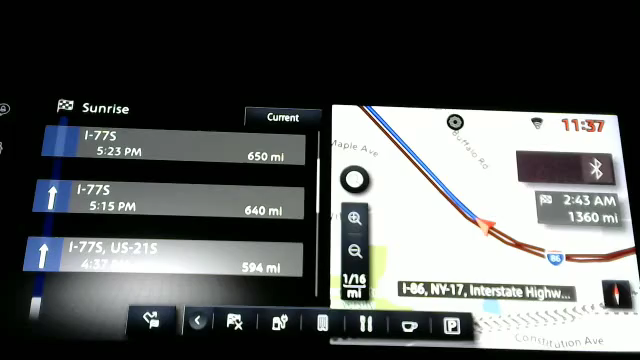 Sunrise
Current
I-77S
5:23 PM
650 mi
I-77S
5:15 PM
640 mi
I-77S, US-21S
4:37 PM
594 mi
Maple Ave
Buffalo Rd
11:37
2:43 AM
1360 mi
1/16
mi
86
I-86, NY-17, Interstate Highw...
P
Constitution Ave